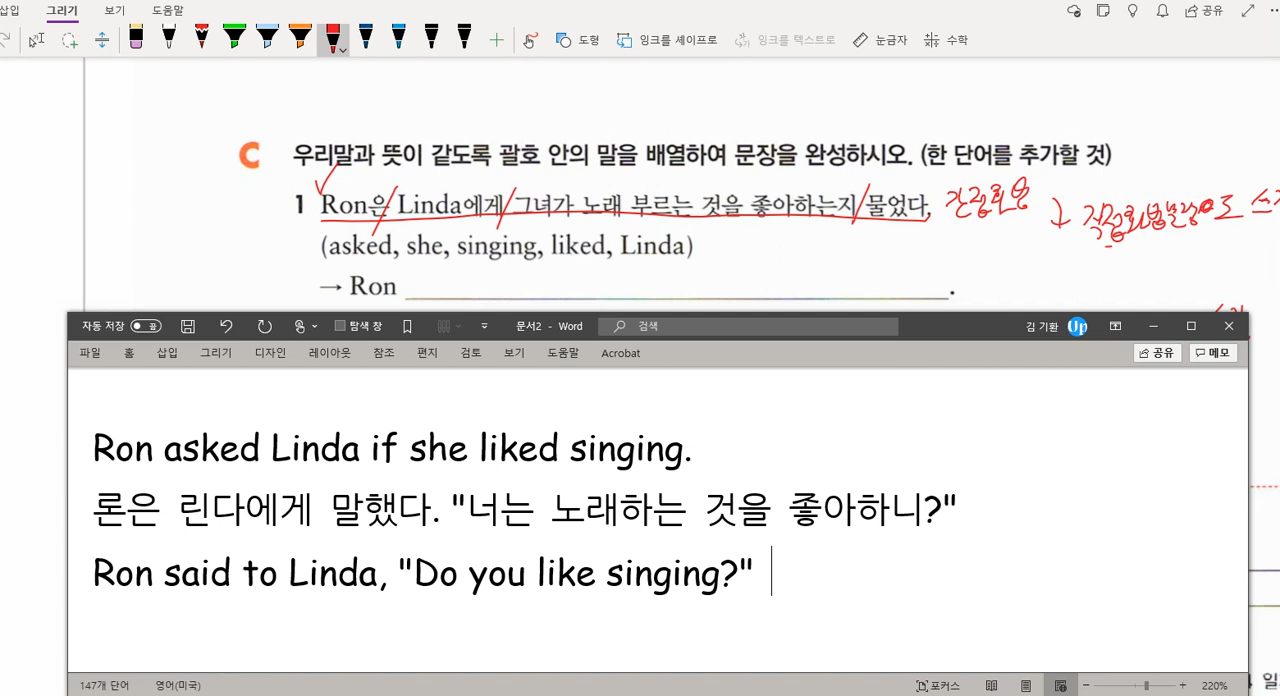 삽입 그리기 보기 도움말 공유
도형 잉크를 셰이프로 잉크를 텍스트로 눈금자 수학
C 우리말과 뜻이 같도록 괄호 안의 말을 배열하여 문장을 완성하시오. (한 단어를 추가할 것)
1 Ron은 / Linda에게 / 그녀가 노래 부르는 것을 좋아하는지 / 물었다.
(asked, she, singing, liked, Linda)
→ Ron ______.
자동 저장 끔 탐색 창 문서2 - Word 검색 김 기환 Up
파일 홈 삽입 그리기 디자인 레이아웃 참조 편지 검토 보기 도움말 Acrobat 공유 메모
Ron asked Linda if she liked singing.
론은 린다에게 말했다. "너는 노래하는 것을 좋아하니?"
Ron said to Linda, "Do you like singing?"
147개 단어 영어(미국) 포커스 220%